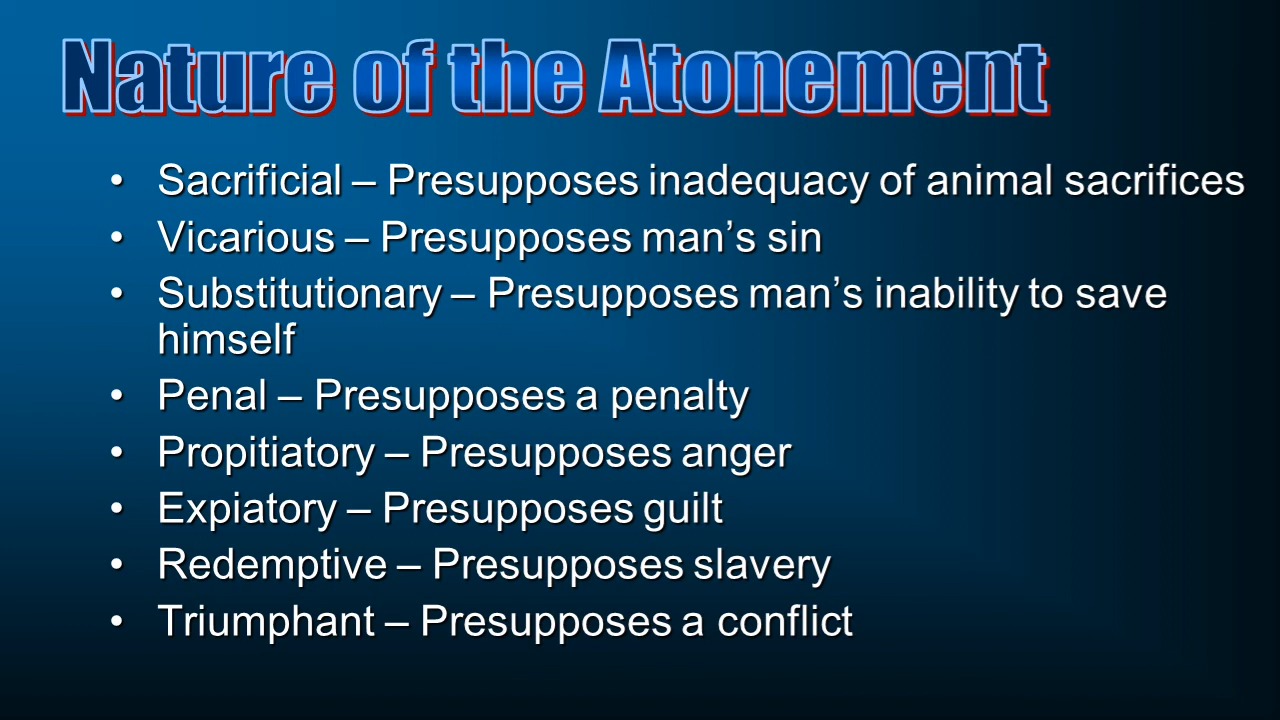 Nature of the Atonement
• Sacrificial – Presupposes inadequacy of animal sacrifices
• Vicarious – Presupposes man’s sin
• Substitutionary – Presupposes man’s inability to save
himself
• Penal – Presupposes a penalty
• Propitiatory – Presupposes anger
• Expiatory – Presupposes guilt
• Redemptive – Presupposes slavery
• Triumphant – Presupposes a conflict